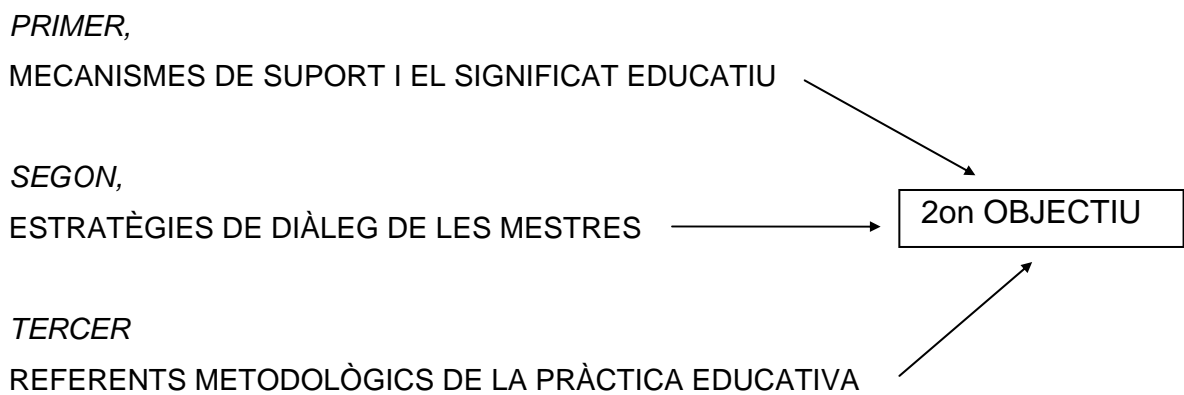 PRIMER,
MECANISMES DE SUPORT I EL SIGNIFICAT EDUCATIU
SEGON,
ESTRATÈGIES DE DIÀLEG DE LES MESTRES
2on OBJECTIU
TERCER
REFERENTS METODOLÒGICS DE LA PRÀCTICA EDUCATIVA